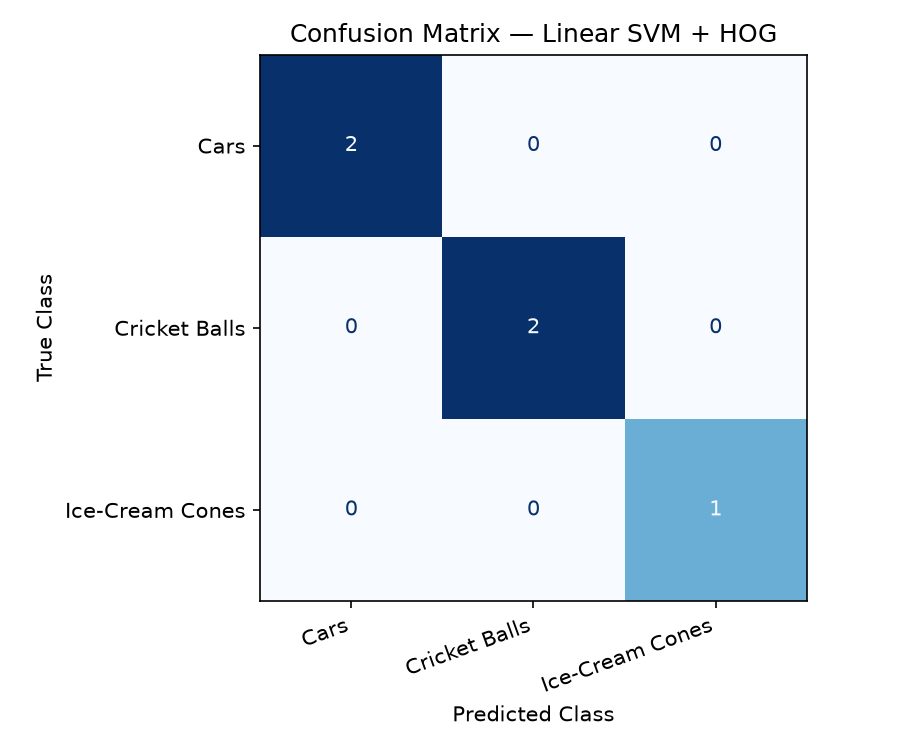 Confusion Matrix — Linear SVM + HOG
True Class
Cars
2 0 0
Cricket Balls
0 2 0
Ice-Cream Cones
0 0 1
Cars
Cricket Balls
Ice-Cream Cones
Predicted Class